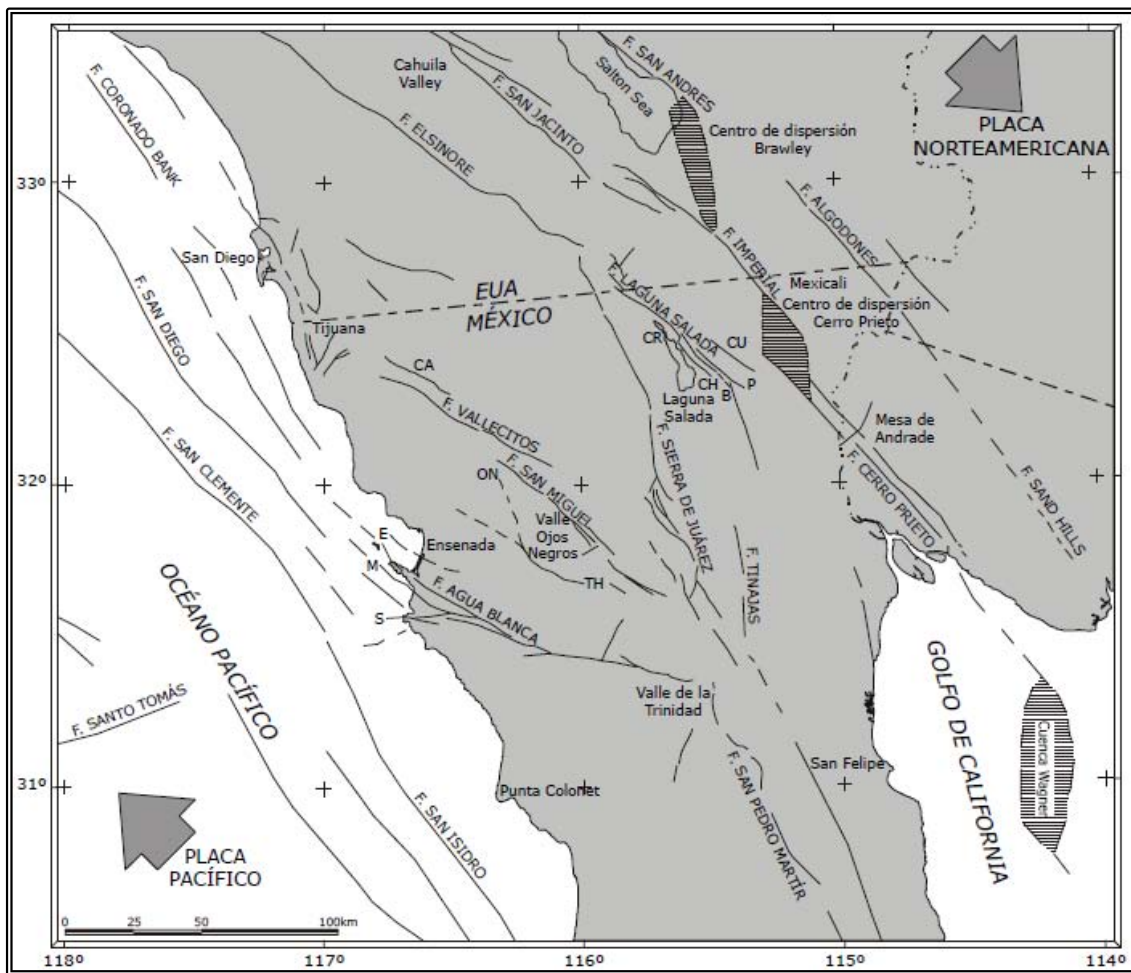 F. CORONADO BANK
Cahuila
Valley
F. SAN JACINTO
F. ELSINORE
Salton Sea
F. SAN ANDRES
Centro de dispersión
Brawley
PLACA
NORTEAMERICANA
33°
San Diego
F. SAN DIEGO
F. IMPERIAL
F. ALGODONES
EUA
MÉXICO
Tijuana
F. LAGUNA SALADA
Mexicali
Centro de dispersión
Cerro Prieto
CR
CU
CH
B
P
Laguna
Salada
CA
F. VALLECITOS
F. SAN CLEMENTE
Mesa de
Andrade
F. SIERRA DE JUÁREZ
32°
ON
F. SAN MIGUEL
Valle
Ojos
Negros
F. CERRO PRIETO
F. SAND HILLS
E
Ensenada
M
TH
F. TINAJAS
F. AGUA BLANCA
S
OCÉANO PACÍFICO
F. SANTO TOMÁS
Valle de la
Trinidad
GOLFO DE CALIFORNIA
Cuenca Wagner
31°
San Felipe
Punta Colonet
F. SAN ISIDRO
F. SAN PEDRO MARTÍR
PLACA
PACÍFICO
0 25 50 100km
118° 117° 116° 115° 114°